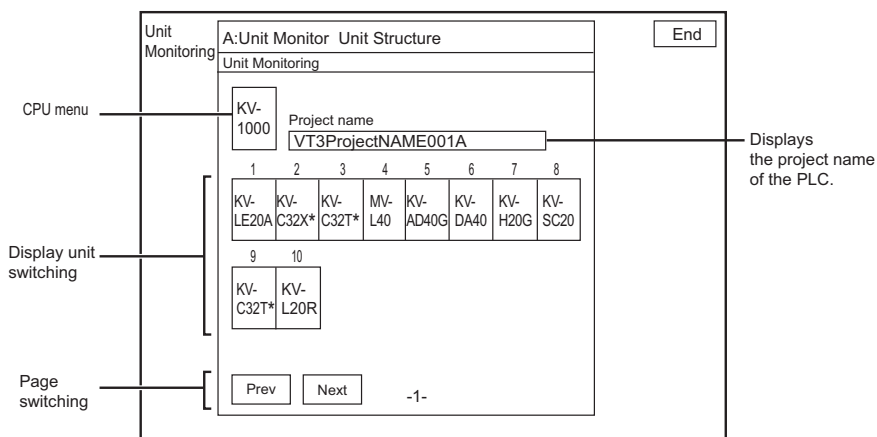 Unit
Monitoring
A:Unit Monitor  Unit Structure
End
Unit Monitoring
CPU menu
KV-
1000
Project name
VT3ProjectNAME001A
Displays
the project name
of the PLC.
1 2 3 4 5 6 7 8
KV- KV- KV- MV- KV- KV- KV- KV-
LE20A C32X* C32T* L40 AD40G DA40 H20G SC20
Display unit
switching
9 10
KV- KV-
C32T* L20R
Page
switching
Prev Next -1-